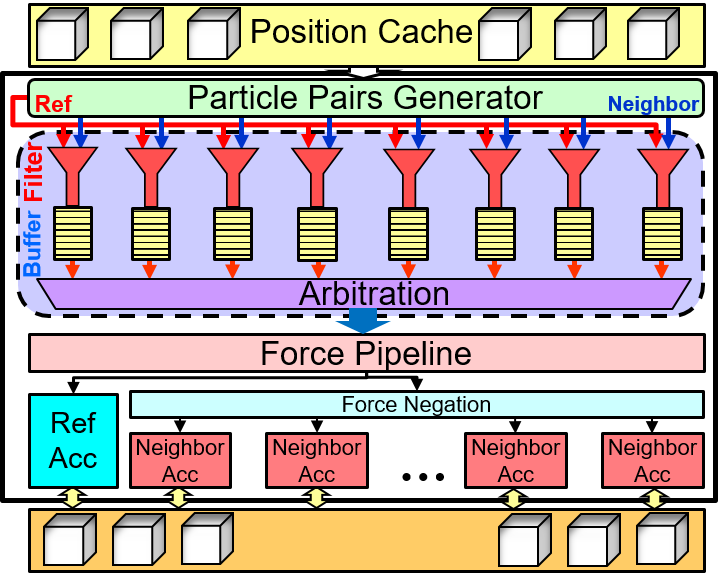 Position Cache
Ref
Particle Pairs Generator
Neighbor
Filter
Buffer
Arbitration
Force Pipeline
Ref
Acc
Force Negation
Neighbor
Acc
Neighbor
Acc
Neighbor
Acc
Neighbor
Acc